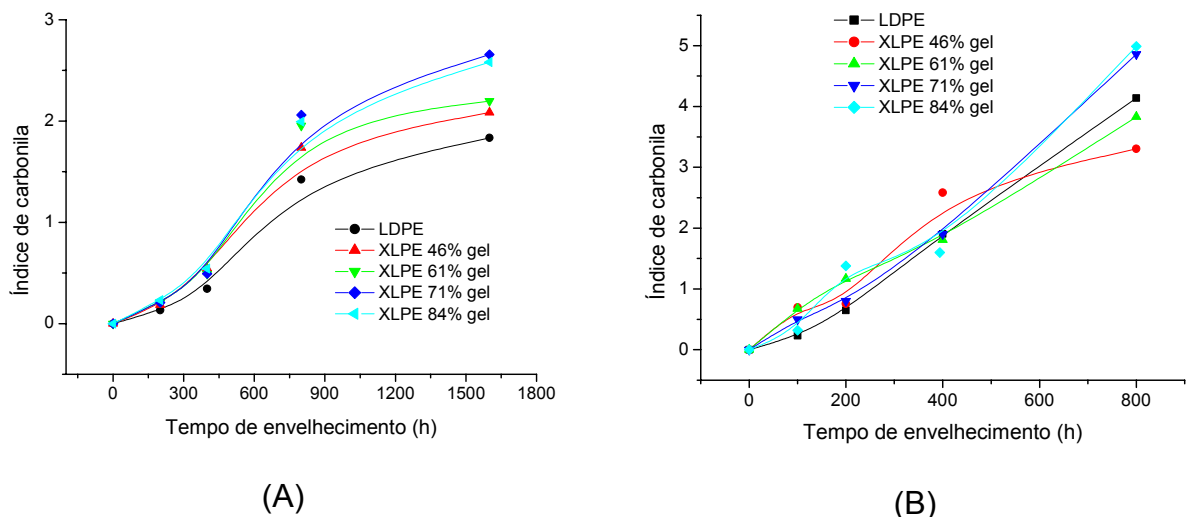 3
2
1
0
Índice de carbonila
LDPE
XLPE 46% gel
XLPE 61% gel
XLPE 71% gel
XLPE 84% gel
0 300 600 900 1200 1500 1800
Tempo de envelhecimento (h)
(A)
5
4
3
2
1
0
Índice de carbonila
LDPE
XLPE 46% gel
XLPE 61% gel
XLPE 71% gel
XLPE 84% gel
0 200 400 600 800
Tempo de envelhecimento (h)
(B)